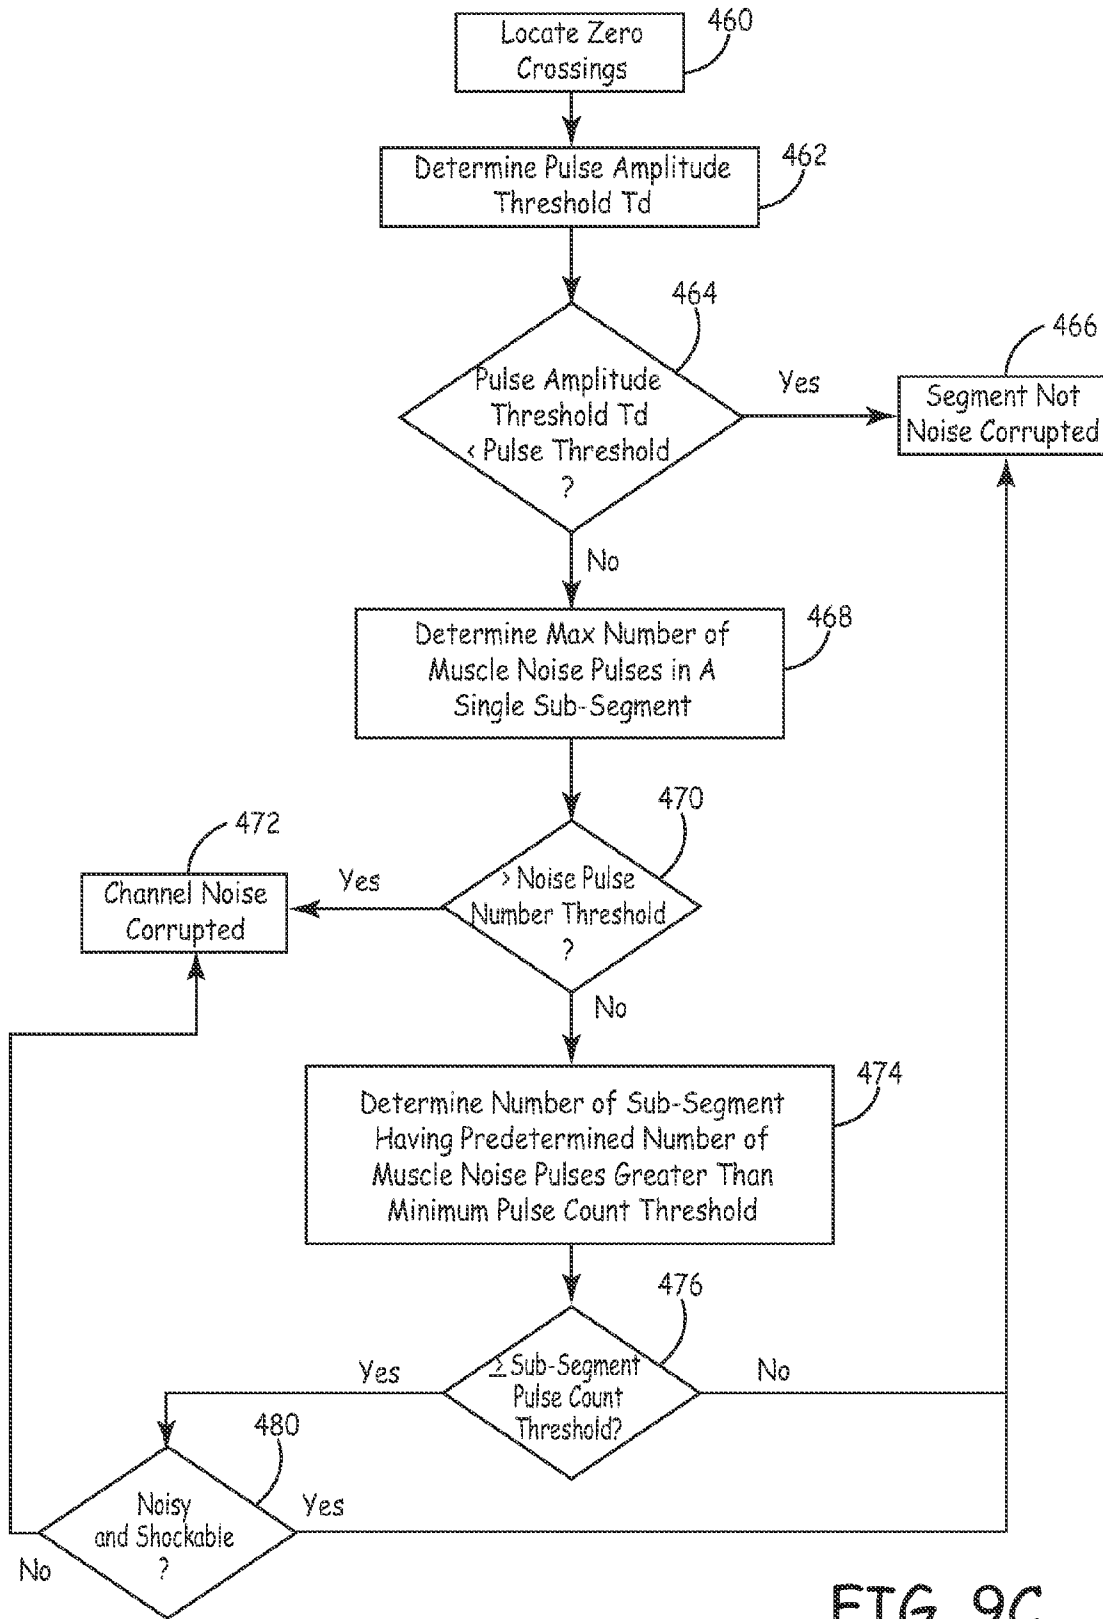 Locate Zero
Crossings
460
Determine Pulse Amplitude
Threshold Td
462
464
Pulse Amplitude
Threshold Td
< Pulse Threshold
?
Yes
466
Segment Not
Noise Corrupted
No
Determine Max Number of
Muscle Noise Pulses in A
Single Sub-Segment
468
470
> Noise Pulse
Number Threshold
?
Yes
472
Channel Noise
Corrupted
No
474
Determine Number of Sub-Segment
Having Predetermined Number of
Muscle Noise Pulses Greater Than
Minimum Pulse Count Threshold
476
≥ Sub-Segment
Pulse Count
Threshold?
Yes
No
480
Noisy
and Shockable
?
Yes
No
FIG. 9C